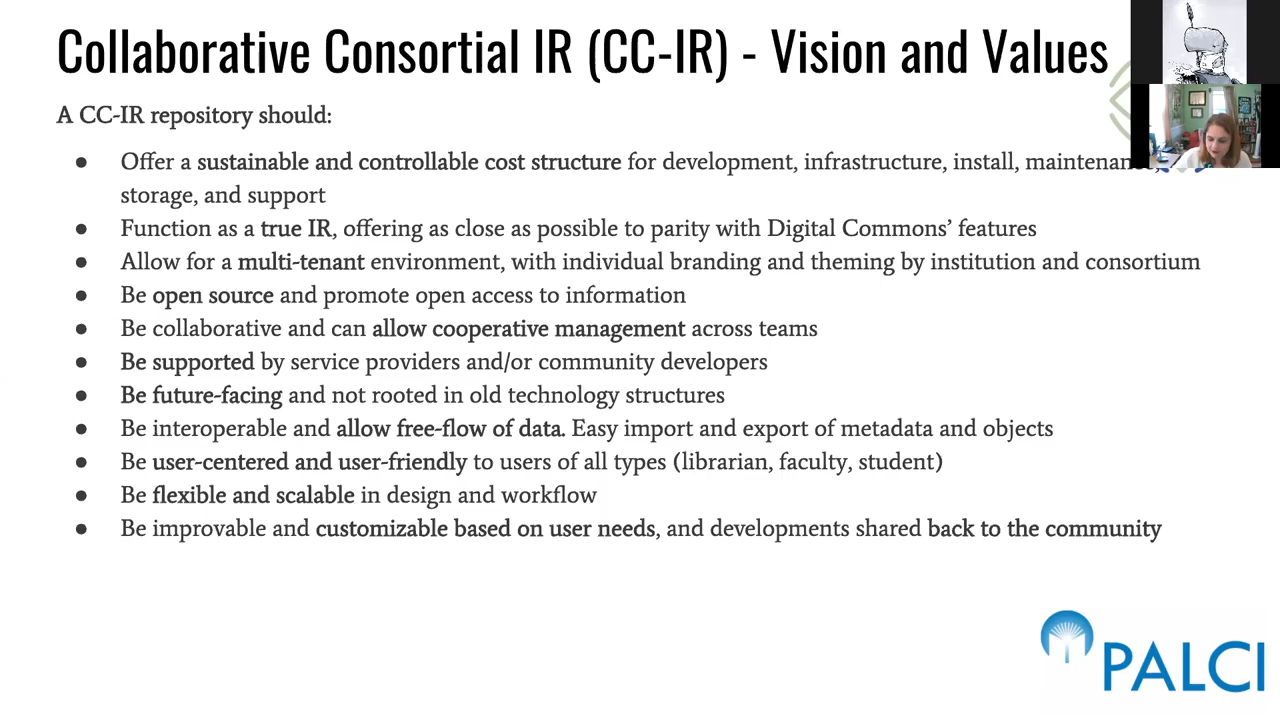 Collaborative Consortial IR (CC-IR) - Vision and Values
A CC-IR repository should:
● Offer a sustainable and controllable cost structure for development, infrastructure, install, maintenance,
storage, and support
● Function as a true IR, offering as close as possible to parity with Digital Commons’ features
● Allow for a multi-tenant environment, with individual branding and theming by institution and consortium
● Be open source and promote open access to information
● Be collaborative and can allow cooperative management across teams
● Be supported by service providers and/or community developers
● Be future-facing and not rooted in old technology structures
● Be interoperable and allow free-flow of data. Easy import and export of metadata and objects
● Be user-centered and user-friendly to users of all types (librarian, faculty, student)
● Be flexible and scalable in design and workflow
● Be improvable and customizable based on user needs, and developments shared back to the community
PALCI